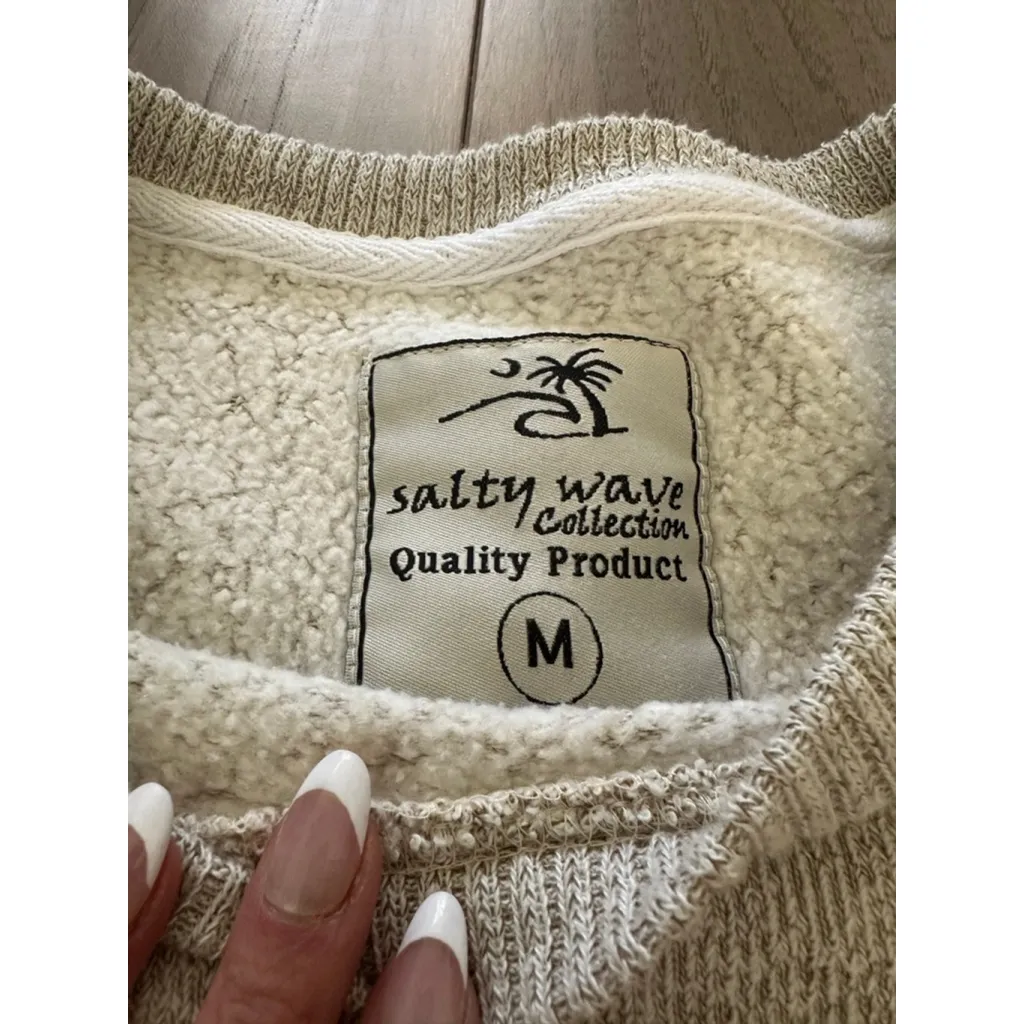 salty wave
Collection
Quality Product
M